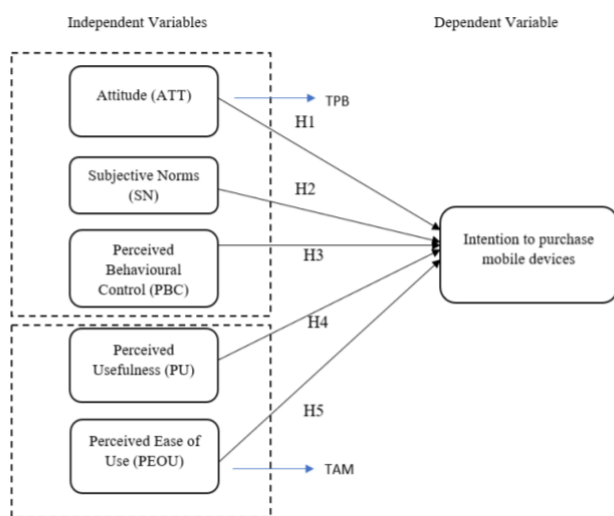 Independent Variables
Dependent Variable
Attitude (ATT)
TPB
H1
Subjective Norms
(SN)
H2
Perceived
Behavioural
Control (PBC)
H3
Intention to purchase
mobile devices
Perceived
Usefulness (PU)
H4
H5
Perceived Ease of
Use (PEOU)
TAM